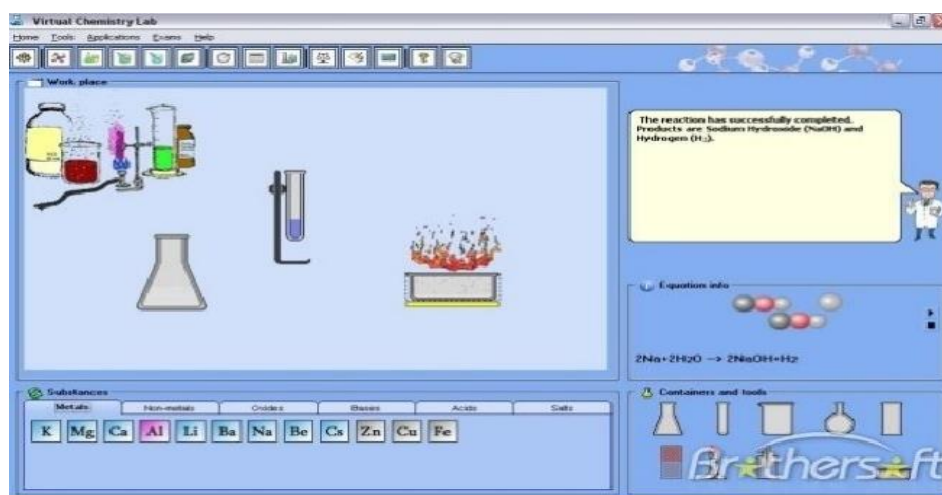 Virtual Chemistry Lab
Home Tools Applications Exams Help
Work place
The reaction has successfully completed.
Products are Sodium Hydroxide (NaOH) and
Hydrogen (H₂).
Equation info
2Na+2H₂O --> 2NaOH+H₂
Substances
Metals Non-metals Oxides Bases Acids Salts
K Mg Ca Al Li Ba Na Be Cs Zn Cu Fe
Containers and tools
Brothersoft